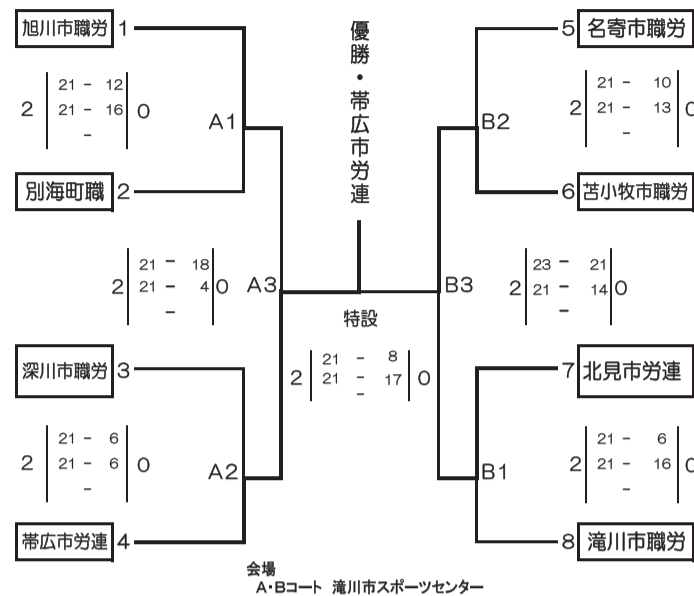 旭川市職労 1
2 21 - 12 0
21 - 16
-
A1
別海町職 2
2 21 - 18 0
21 - 4
-
A3
深川市職労 3
2 21 - 6 0
21 - 6
-
A2
帯広市労連 4
優勝・帯広市労連
特設
2 21 - 8 0
21 - 17
-
5 名寄市職労
2 21 - 10 0
21 - 13
-
B2
6 苫小牧市職労
B3
2 23 - 21 0
21 - 14
-
7 北見市労連
2 21 - 6 0
21 - 16
-
B1
8 滝川市職労
会場
A・Bコート 滝川市スポーツセンター